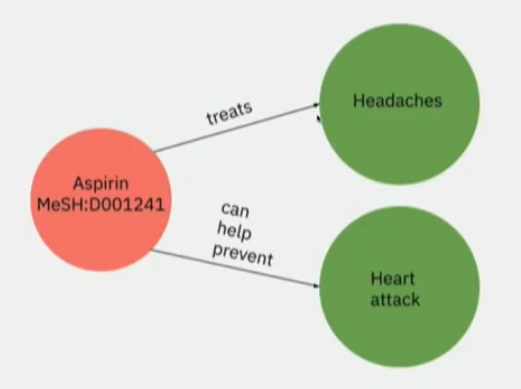 Aspirin
MeSH:D001241
treats
Headaches
can
help
prevent
Heart
attack